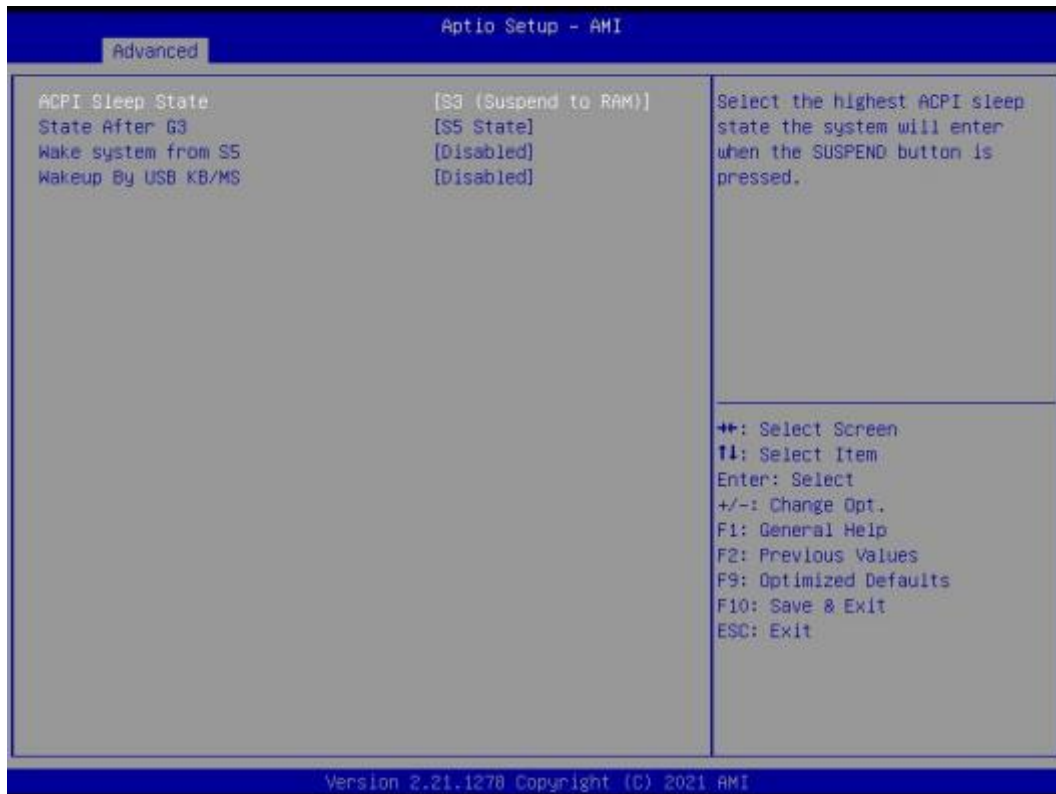 Aptio Setup - AMI
Advanced
ACPI Sleep State [S3 (Suspend to RAM)]
State After G3 [S5 State]
Wake system from S5 [Disabled]
Wakeup By USB KB/MS [Disabled]
Select the highest ACPI sleep
state the system will enter
when the SUSPEND button is
pressed.
→←: Select Screen
↑↓: Select Item
Enter: Select
+/-: Change Opt.
F1: General Help
F2: Previous Values
F9: Optimized Defaults
F10: Save & Exit
ESC: Exit
Version 2.21.1278 Copyright (C) 2021 AMI